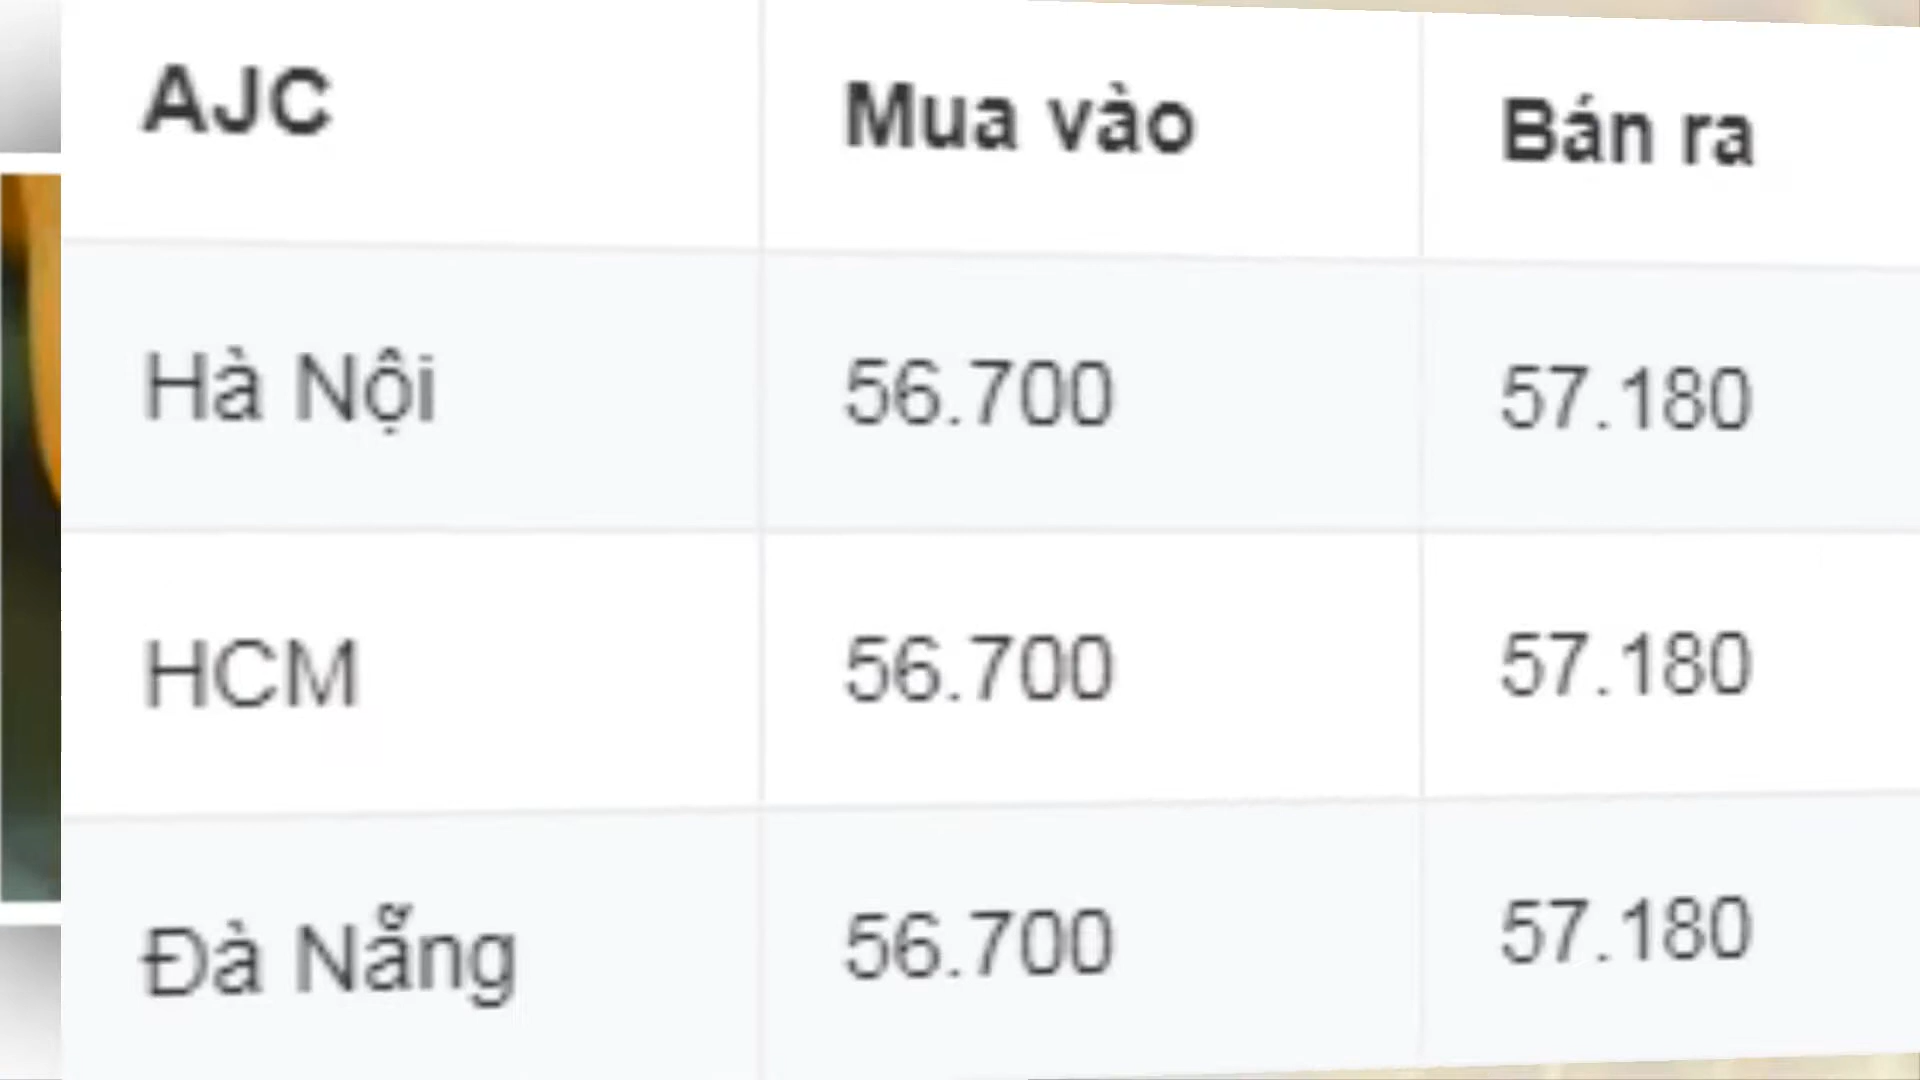 AJC Mua vào Bán ra
Hà Nội 56.700 57.180
HCM 56.700 57.180
Đà Nẵng 56.700 57.180